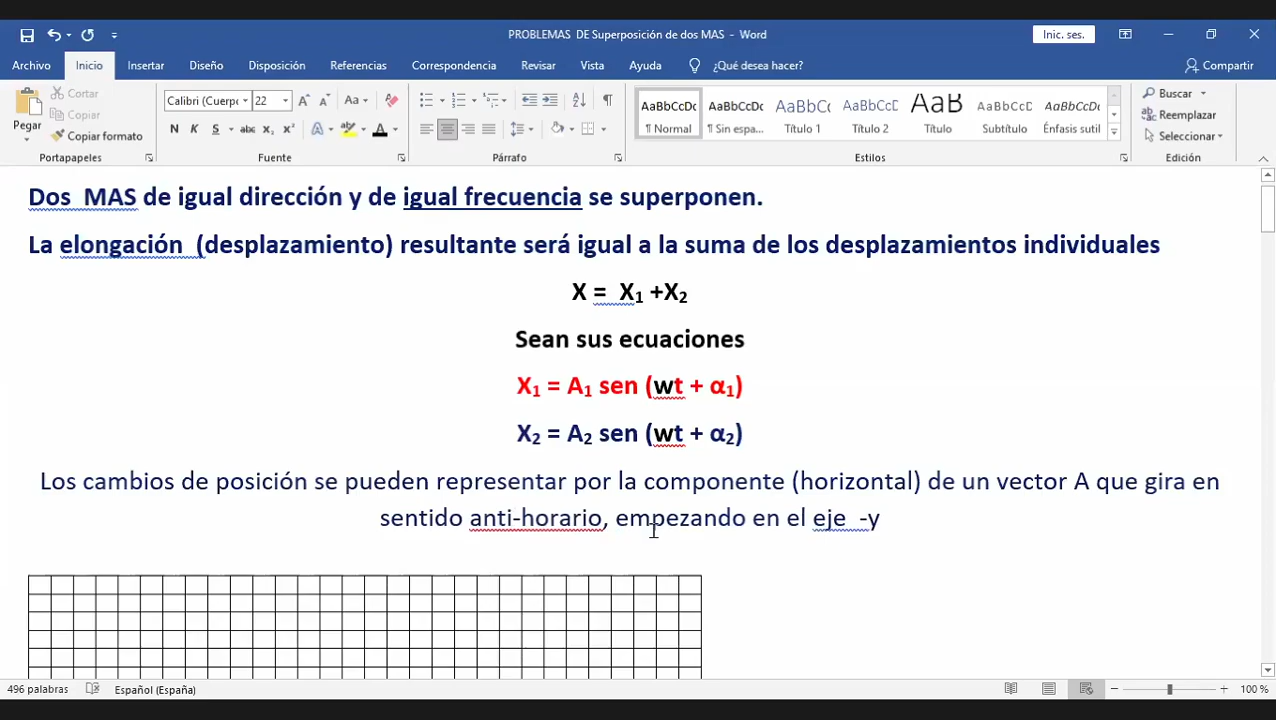 PROBLEMAS DE Superposición de dos MAS - Word
Inic. ses.
Archivo Inicio Insertar Diseño Disposición Referencias Correspondencia Revisar Vista Ayuda ¿Qué desea hacer? Compartir
Pegar
Cortar
Copiar
Copiar formato
Portapapeles
Calibri (Cuerpo 22
Aa
N K S abc x₂ x²
Fuente
Párrafo
AaBbCcDc AaBbCcDc AaBbCc AaBbCcD AaB AaBbCcD AaBbCcDc
¶ Normal ¶ Sin espa... Título 1 Título 2 Título Subtítulo Énfasis sutil
Estilos
Buscar
Reemplazar
Seleccionar
Edición
Dos MAS de igual dirección y de igual frecuencia se superponen.
La elongación (desplazamiento) resultante será igual a la suma de los desplazamientos individuales
X = X₁ +X₂
Sean sus ecuaciones
X₁ = A₁ sen (wt + α₁)
X₂ = A₂ sen (wt + α₂)
Los cambios de posición se pueden representar por la componente (horizontal) de un vector A que gira en
sentido anti-horario, empezando en el eje -y
496 palabras Español (España) 100 %